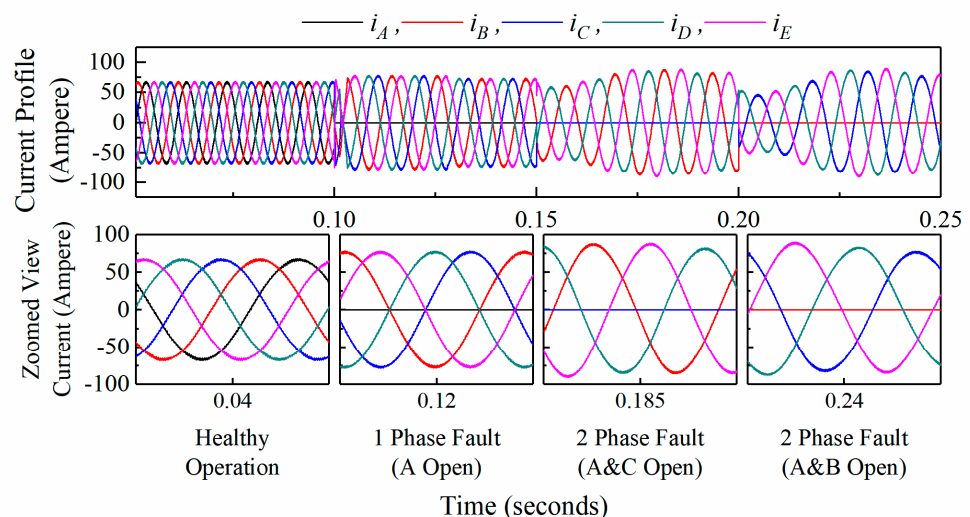 i_A , i_B , i_C , i_D , i_E
Current Profile
(Ampere)
100
50
0
-50
-100
0.10 0.15 0.20 0.25
Zoomed View
Current (Ampere)
100
50
0
-50
-100
0.04 0.12 0.185 0.24
Healthy
Operation
1 Phase Fault
(A Open)
2 Phase Fault
(A&C Open)
2 Phase Fault
(A&B Open)
Time (seconds)